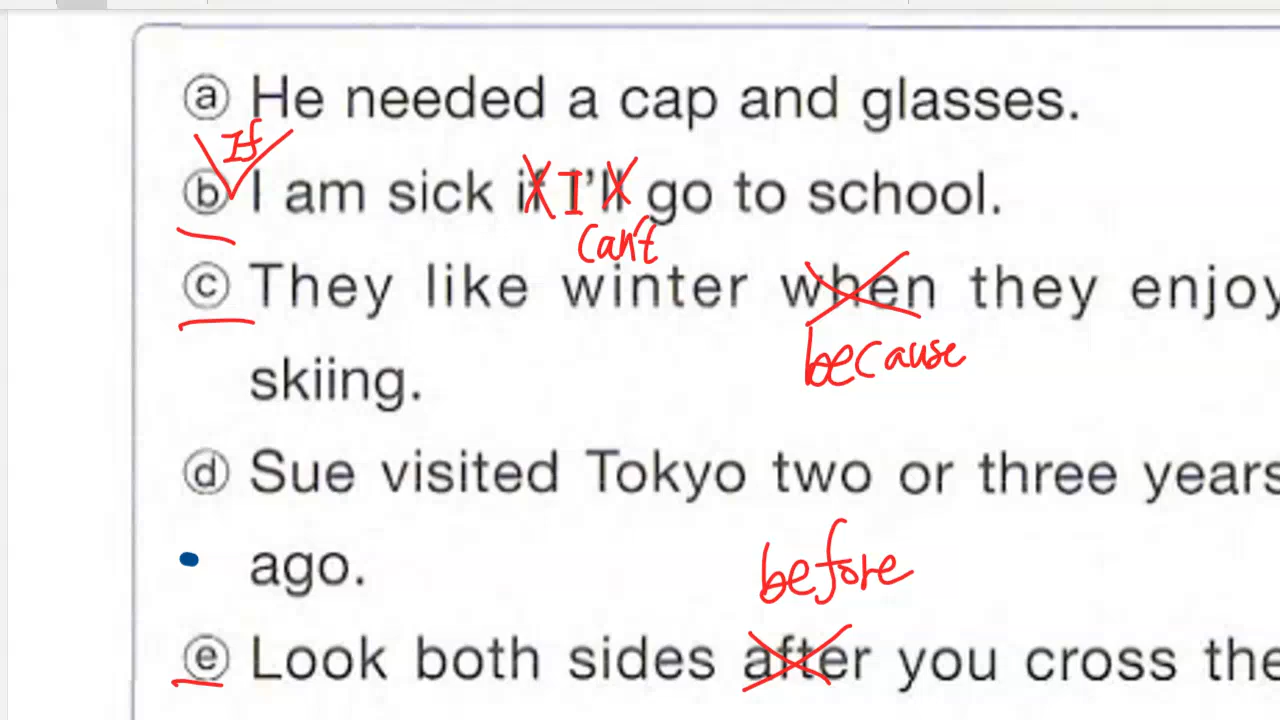 ⓐ He needed a cap and glasses.
If
ⓑ I am sick if I'll go to school.
can't
ⓒ They like winter when they enjoy
because
skiing.
ⓓ Sue visited Tokyo two or three years
ago.
before
ⓔ Look both sides after you cross the